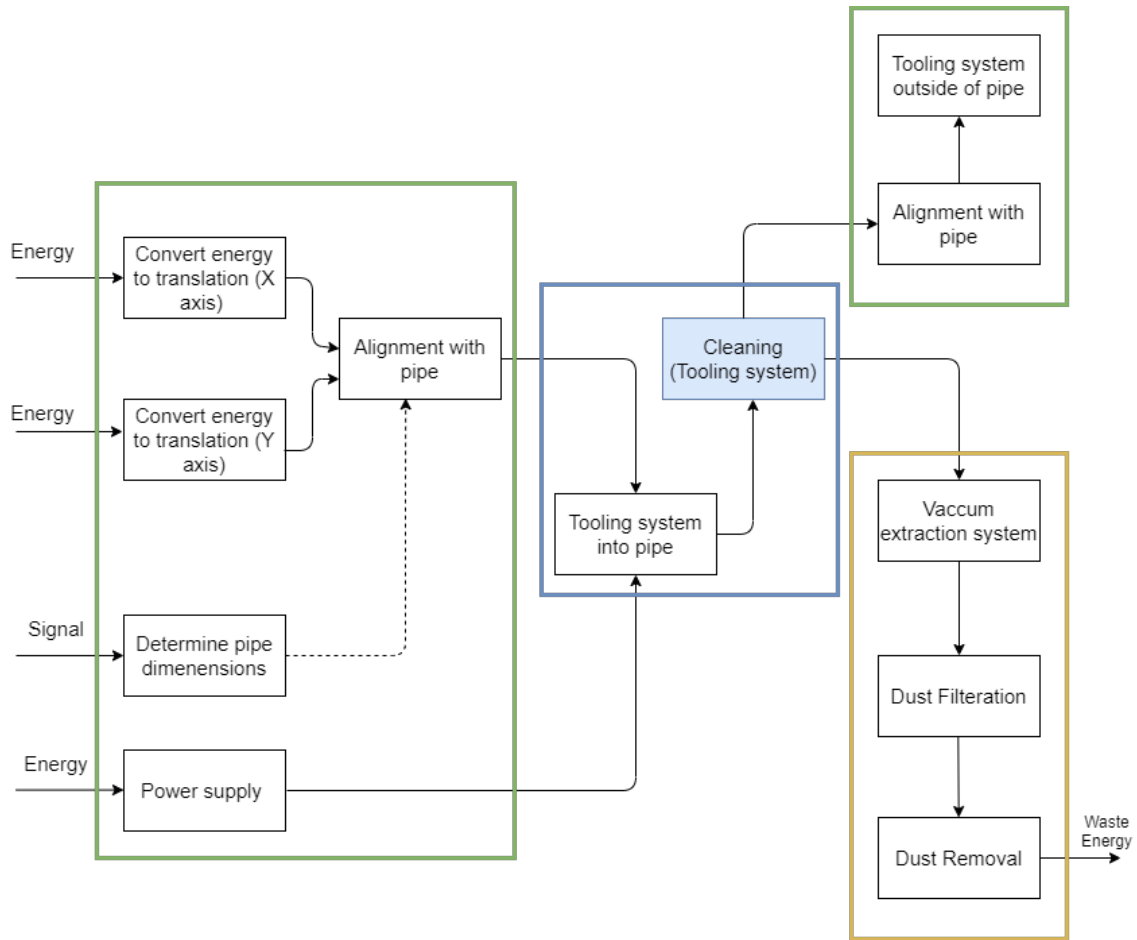 Tooling system
outside of pipe
Alignment with
pipe
Energy
Convert energy
to translation (X
axis)
Alignment with
pipe
Cleaning
(Tooling system)
Energy
Convert energy
to translation (Y
axis)
Tooling system
into pipe
Vaccum
extraction system
Signal
Determine pipe
dimenensions
Dust Filteration
Energy
Power supply
Dust Removal
Waste
Energy